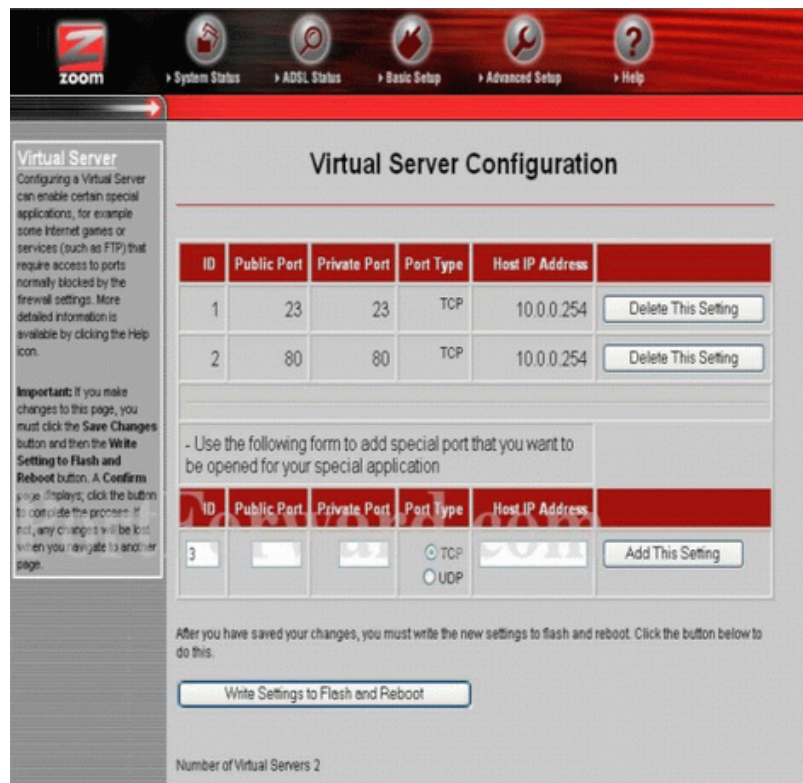 zoom
System Status
ADSL Status
Basic Setup
Advanced Setup
Help
Virtual Server
Configuring a Virtual Server
can enable certain special
applications, for example
some Internet games or
services (such as FTP) that
require access to ports
normally blocked by the
firewall settings. More
detailed information is
available by clicking the Help
icon.
Important: If you make
changes to this page, you
must click the Save Changes
button and then the Write
Setting to Flash and
Reboot button. A Confirm
page displays; click the button
to complete the process. If
not, any changes will be lost
when you navigate to another
page.
Virtual Server Configuration
ID Public Port Private Port Port Type Host IP Address
1 23 23 TCP 10.0.0.254 Delete This Setting
2 80 80 TCP 10.0.0.254 Delete This Setting
- Use the following form to add special port that you want to
be opened for your special application
ID Public Port Private Port Port Type Host IP Address
3 TCP Add This Setting
UDP
After you have saved your changes, you must write the new settings to flash and reboot. Click the button below to
do this.
Write Settings to Flash and Reboot
Number of Virtual Servers 2